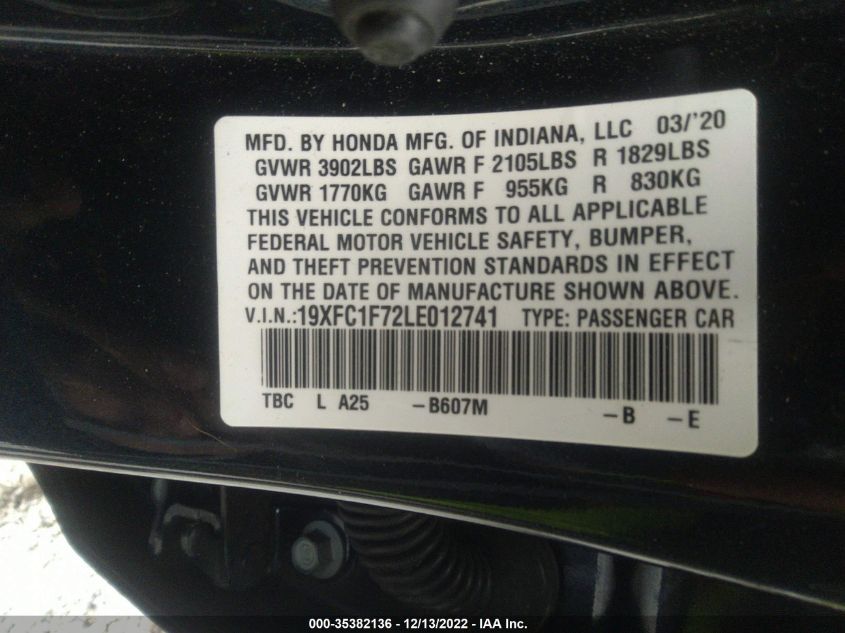 MFD. BY HONDA MFG. OF INDIANA, LLC 03/'20
GVWR 3902LBS GAWR F 2105LBS R 1829LBS
GVWR 1770KG GAWR F 955KG R 830KG
THIS VEHICLE CONFORMS TO ALL APPLICABLE
FEDERAL MOTOR VEHICLE SAFETY, BUMPER,
AND THEFT PREVENTION STANDARDS IN EFFECT
ON THE DATE OF MANUFACTURE SHOWN ABOVE.
V.I.N.:19XFC1F72LE012741 TYPE: PASSENGER CAR
TBC L A25 -B607M -B -E
000-35382136 - 12/13/2022 - IAA Inc.